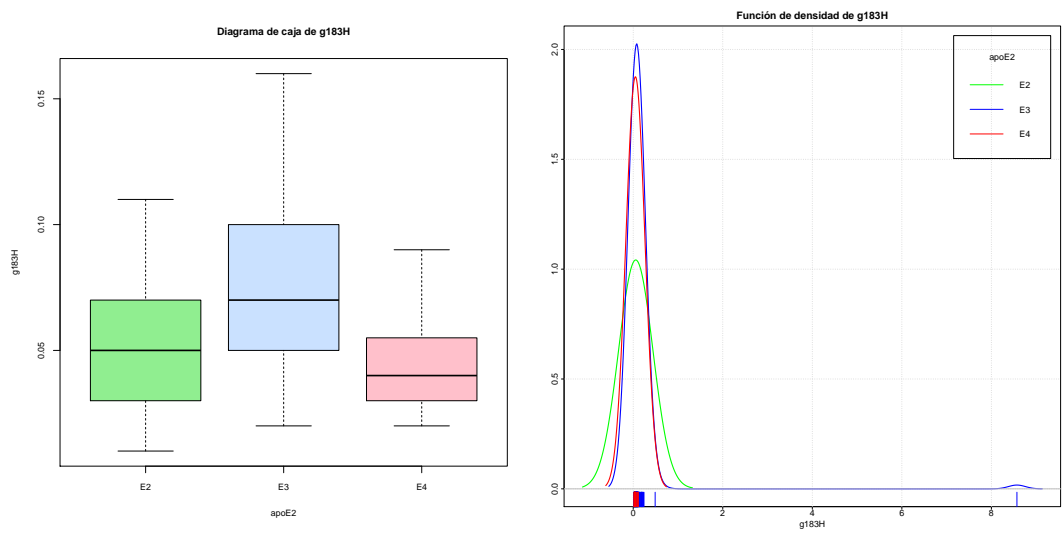 Diagrama de caja de g183H
0.15
0.10
0.05
g183H
E2
E3
E4
apoE2
Función de densidad de g183H
2.0
1.5
1.0
0.5
0.0
apoE2
E2
E3
E4
0
2
4
6
8
g183H